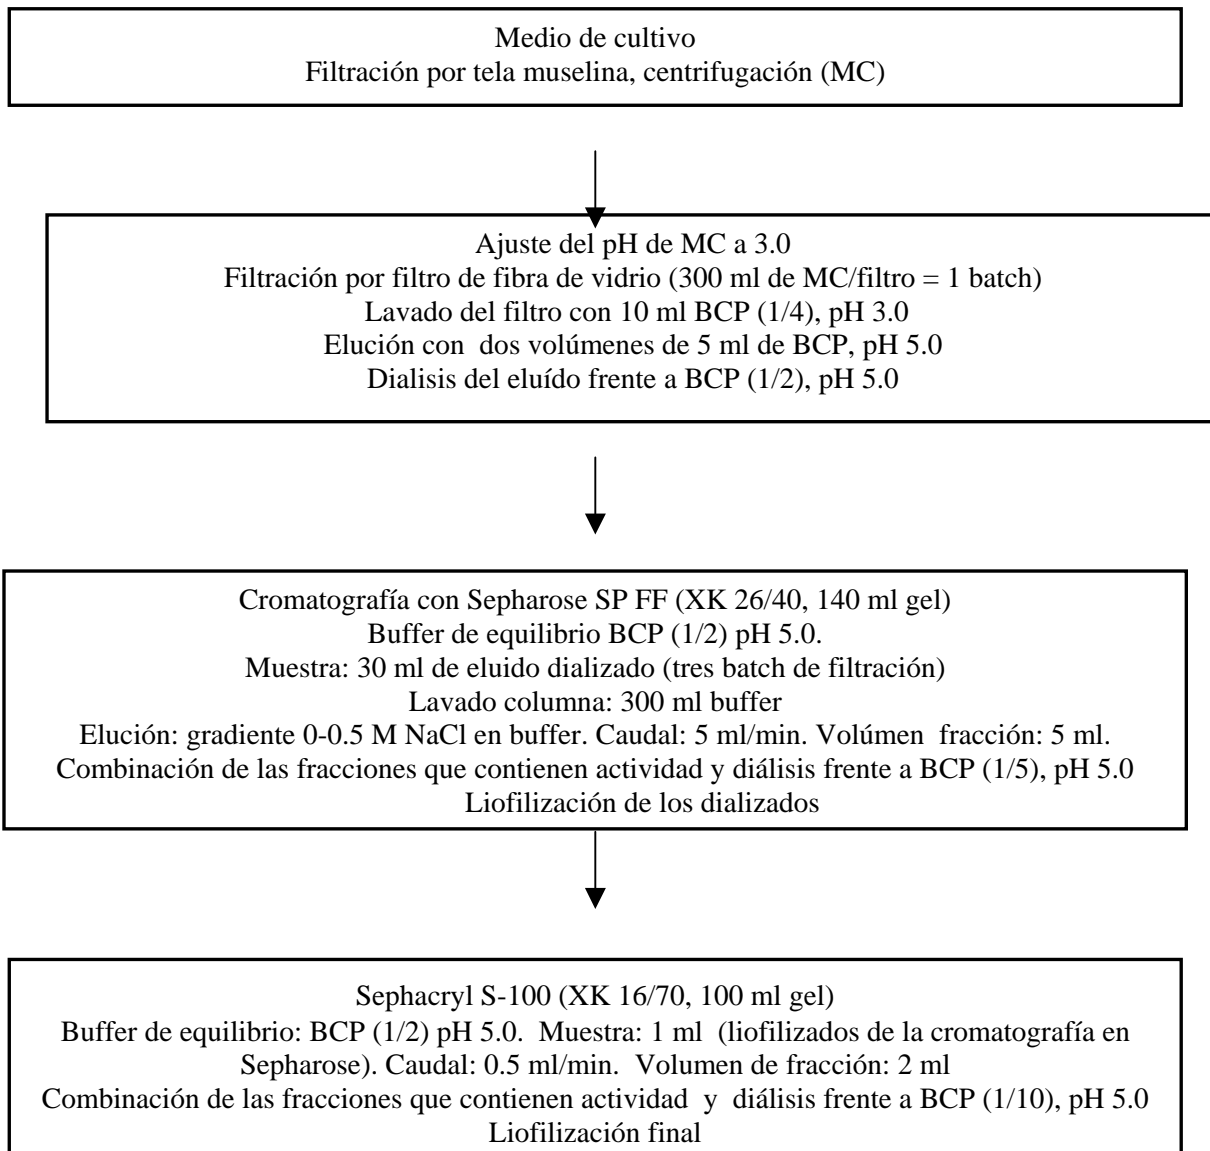 Medio de cultivo
Filtración por tela muselina, centrifugación (MC)
Ajuste del pH de MC a 3.0
Filtración por filtro de fibra de vidrio (300 ml de MC/filtro = 1 batch)
Lavado del filtro con 10 ml BCP (1/4), pH 3.0
Elución con dos volúmenes de 5 ml de BCP, pH 5.0
Dialisis del eluído frente a BCP (1/2), pH 5.0
Cromatografía con Sepharose SP FF (XK 26/40, 140 ml gel)
Buffer de equilibrio BCP (1/2) pH 5.0.
Muestra: 30 ml de eluido dializado (tres batch de filtración)
Lavado columna: 300 ml buffer
Elución: gradiente 0-0.5 M NaCl en buffer. Caudal: 5 ml/min. Volúmen fracción: 5 ml.
Combinación de las fracciones que contienen actividad y diálisis frente a BCP (1/5), pH 5.0
Liofilización de los dializados
Sephacryl S-100 (XK 16/70, 100 ml gel)
Buffer de equilibrio: BCP (1/2) pH 5.0. Muestra: 1 ml (liofilizados de la cromatografía en
Sepharose). Caudal: 0.5 ml/min. Volumen de fracción: 2 ml
Combinación de las fracciones que contienen actividad y diálisis frente a BCP (1/10), pH 5.0
Liofilización final